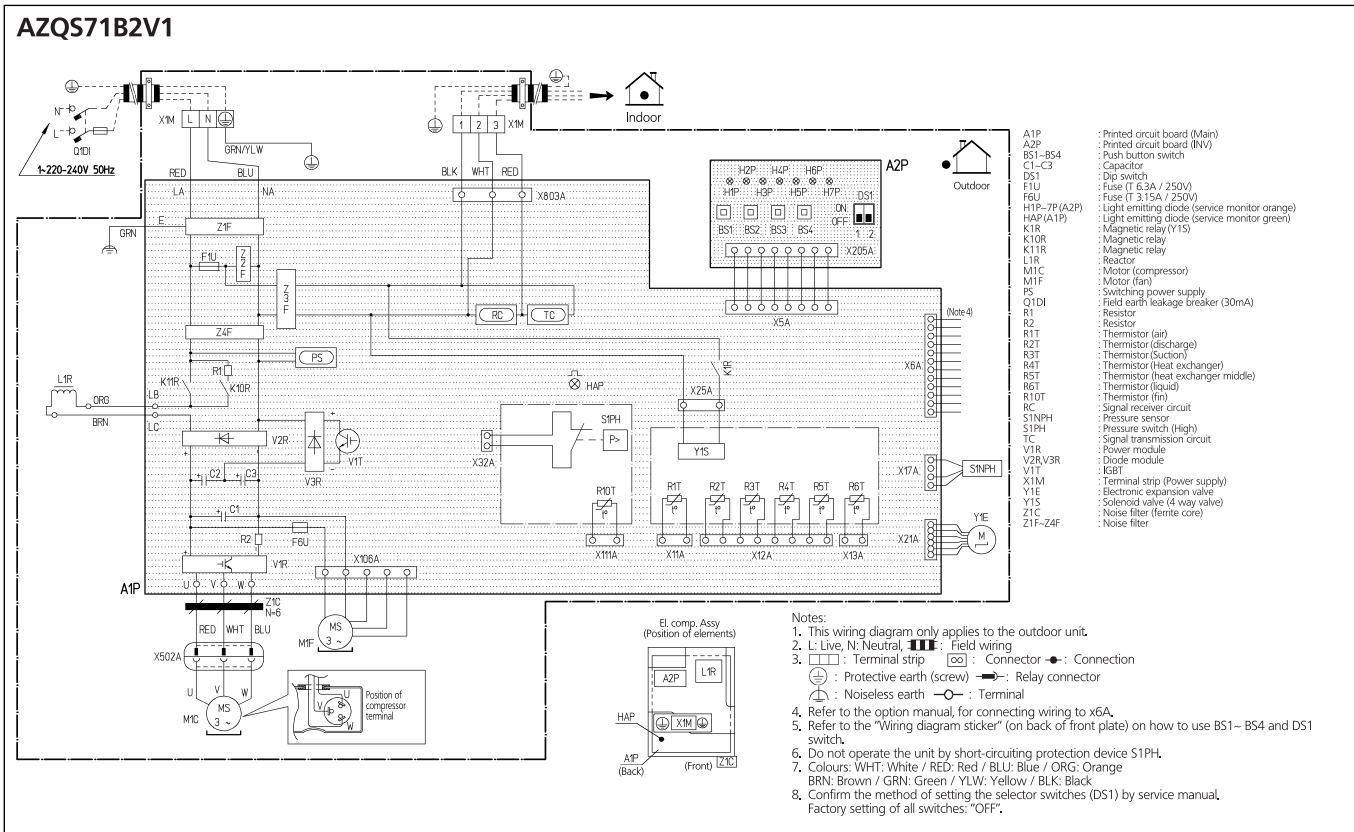 AZQS71B2V1
Indoor
N
L
Q1DI
1~220-240V 50Hz
X1M L N
GRN/YLW
1 2 3 X1M
RED BLU
BLK WHT RED
LA NA
X803A
E
GRN
Z1F
F1U
Z2F
Z3F
Z4F
RC
TC
PS
A2P
H2P H4P H6P
H1P H3P H5P H7P
DS1
ON
OFF
1 2
BS1 BS2 BS3 BS4
X205A
X5A
Outdoor
(Note 4)
X6A
L1R
ORG
BRN
K11R
R1
K10R
LB
LC
HAP
K1R
X25A
V2R
V3R
V1T
C2
C3
X32A
S1PH
P>
Y1S
X17A
S1NPH
R10T
R1T R2T R3T R4T R5T R6T
X111A X11A X12A X13A
X21A
Y1E
M
C1
R2
F6U
V1R
X106A
A1P
U V W
Z1C
N=6
RED WHT BLU
X502A
M1F
MS
3 ~
U V W
M1C
MS
3 ~
U
V
W
Position of
compressor
terminal
El. comp. Assy
(Position of elements)
A2P
L1R
HAP
X1M
A1P
(Back)
(Front)
Z1C
A1P : Printed circuit board (Main)
A2P : Printed circuit board (INV)
BS1~BS4 : Push button switch
C1~C3 : Capacitor
DS1 : Dip switch
F1U : Fuse (T 6.3A / 250V)
F6U : Fuse (T 3.15A / 250V)
H1P~7P (A2P) : Light emitting diode (service monitor orange)
HAP (A1P) : Light emitting diode (service monitor green)
K1R : Magnetic relay (Y1S)
K10R : Magnetic relay
K11R : Magnetic relay
L1R : Reactor
M1C : Motor (compressor)
M1F : Motor (fan)
PS : Switching power supply
Q1DI : Field earth leakage breaker (30mA)
R1 : Resistor
R2 : Resistor
R1T : Thermistor (air)
R2T : Thermistor (discharge)
R3T : Thermistor (Suction)
R4T : Thermistor (Heat exchanger)
R5T : Thermistor (heat exchanger middle)
R6T : Thermistor (liquid)
R10T : Thermistor (fin)
RC : Signal receiver circuit
S1NPH : Pressure sensor
S1PH : Pressure switch (High)
TC : Signal transmission circuit
V1R : Power module
V2R,V3R : Diode module
V1T : IGBT
X1M : Terminal strip (Power supply)
Y1E : Electronic expansion valve
Y1S : Solenoid valve (4 way valve)
Z1C : Noise filter (ferrite core)
Z1F~Z4F : Noise filter
Notes:
1. This wiring diagram only applies to the outdoor unit.
2. L: Live, N: Neutral, : Field wiring
3. : Terminal strip : Connector : Connection
: Protective earth (screw) : Relay connector
: Noiseless earth : Terminal
4. Refer to the option manual, for connecting wiring to x6A.
5. Refer to the "Wiring diagram sticker" (on back of front plate) on how to use BS1~ BS4 and DS1
switch.
6. Do not operate the unit by short-circuiting protection device S1PH.
7. Colours: WHT: White / RED: Red / BLU: Blue / ORG: Orange
BRN: Brown / GRN: Green / YLW: Yellow / BLK: Black
8. Confirm the method of setting the selector switches (DS1) by service manual.
Factory setting of all switches: "OFF".